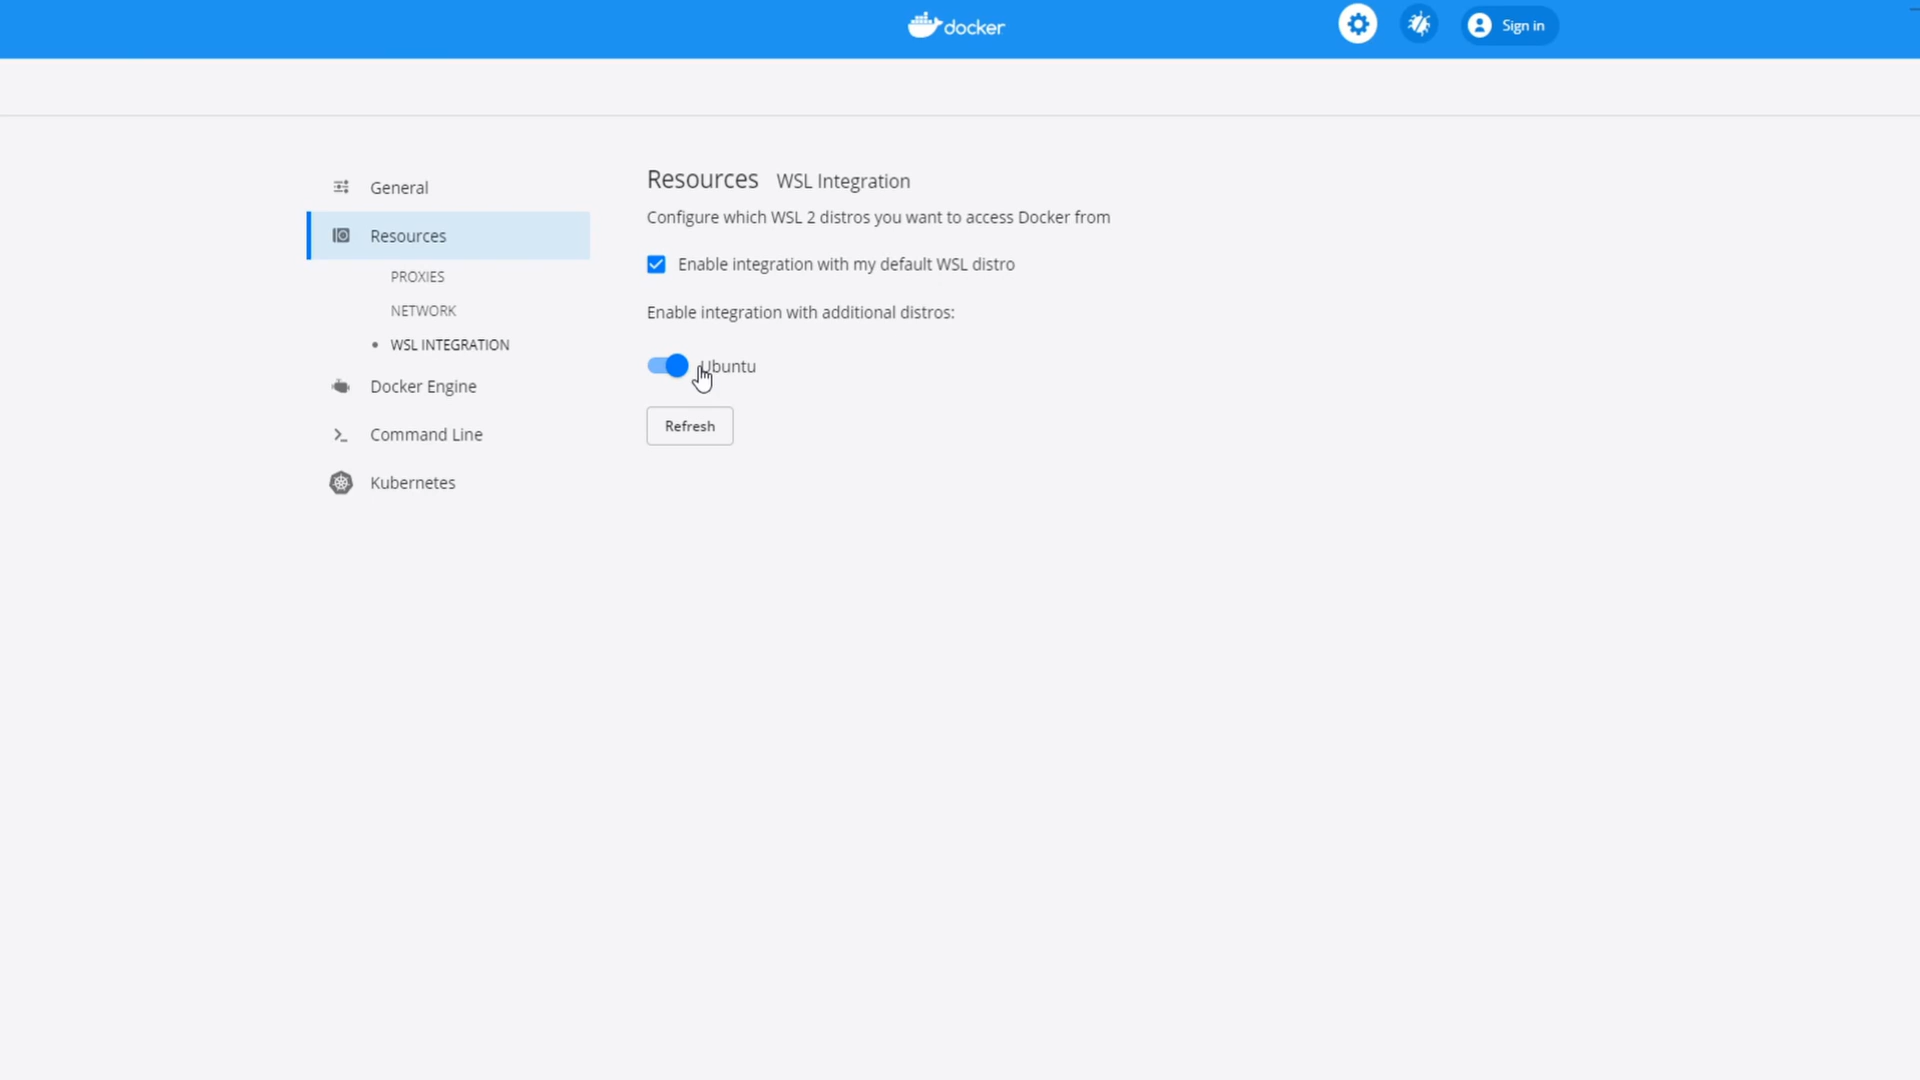 docker
Sign in
General
Resources
PROXIES
NETWORK
WSL INTEGRATION
Docker Engine
Command Line
Kubernetes
Resources WSL Integration
Configure which WSL 2 distros you want to access Docker from
Enable integration with my default WSL distro
Enable integration with additional distros:
Ubuntu
Refresh